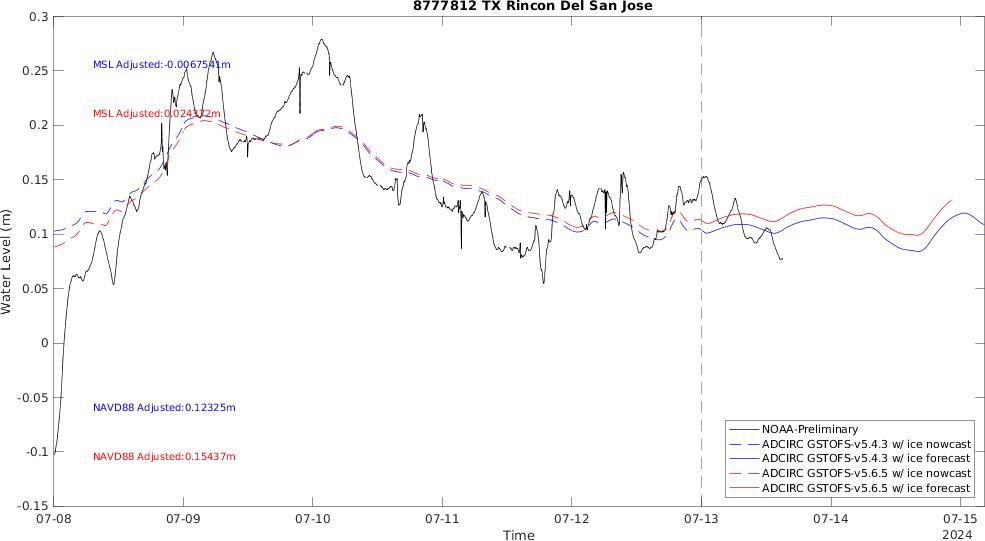 8777812 TX Rincon Del San Jose
0.3
0.25
0.2
0.15
0.1
0.05
0
-0.05
-0.1
-0.15
Water Level (m)
MSL Adjusted:-0.0067541m
MSL Adjusted:0.024372m
NAVD88 Adjusted:0.12325m
NAVD88 Adjusted:0.15437m
NOAA-Preliminary
ADCIRC GSTOFS-v5.4.3 w/ ice nowcast
ADCIRC GSTOFS-v5.4.3 w/ ice forecast
ADCIRC GSTOFS-v5.6.5 w/ ice nowcast
ADCIRC GSTOFS-v5.6.5 w/ ice forecast
07-08 07-09 07-10 07-11 07-12 07-13 07-14 07-15
2024
Time